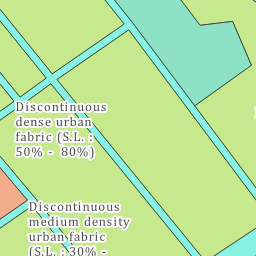 Discontinuous
dense urban
fabric (S.L. :
50% - 80%)
Discontinuous
medium density
urban fabric
(S.L. : 30% -